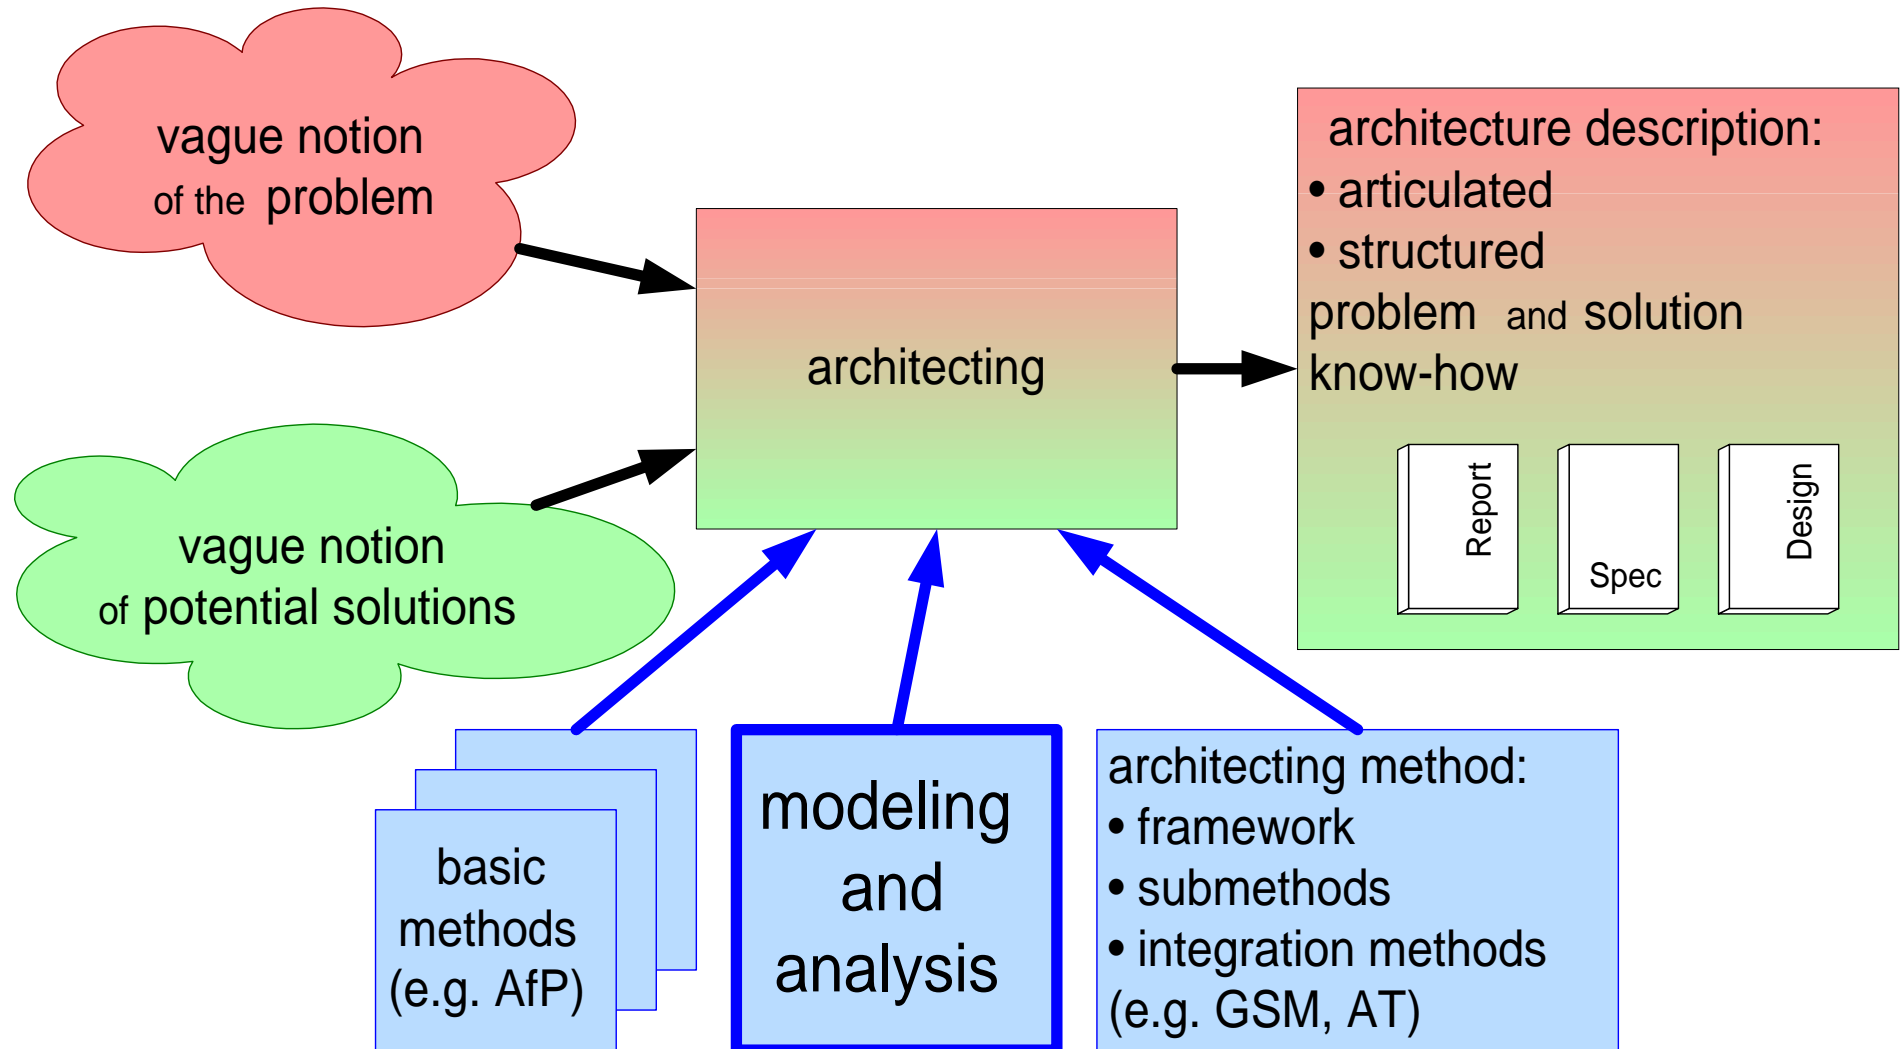 vague notion
of the problem
architecture description:
• articulated
• structured
problem and solution
know-how
architecting
Report
Spec
Design
vague notion
of potential solutions
basic
methods
(e.g. AfP)
modeling
and
analysis
architecting method:
• framework
• submethods
• integration methods
(e.g. GSM, AT)